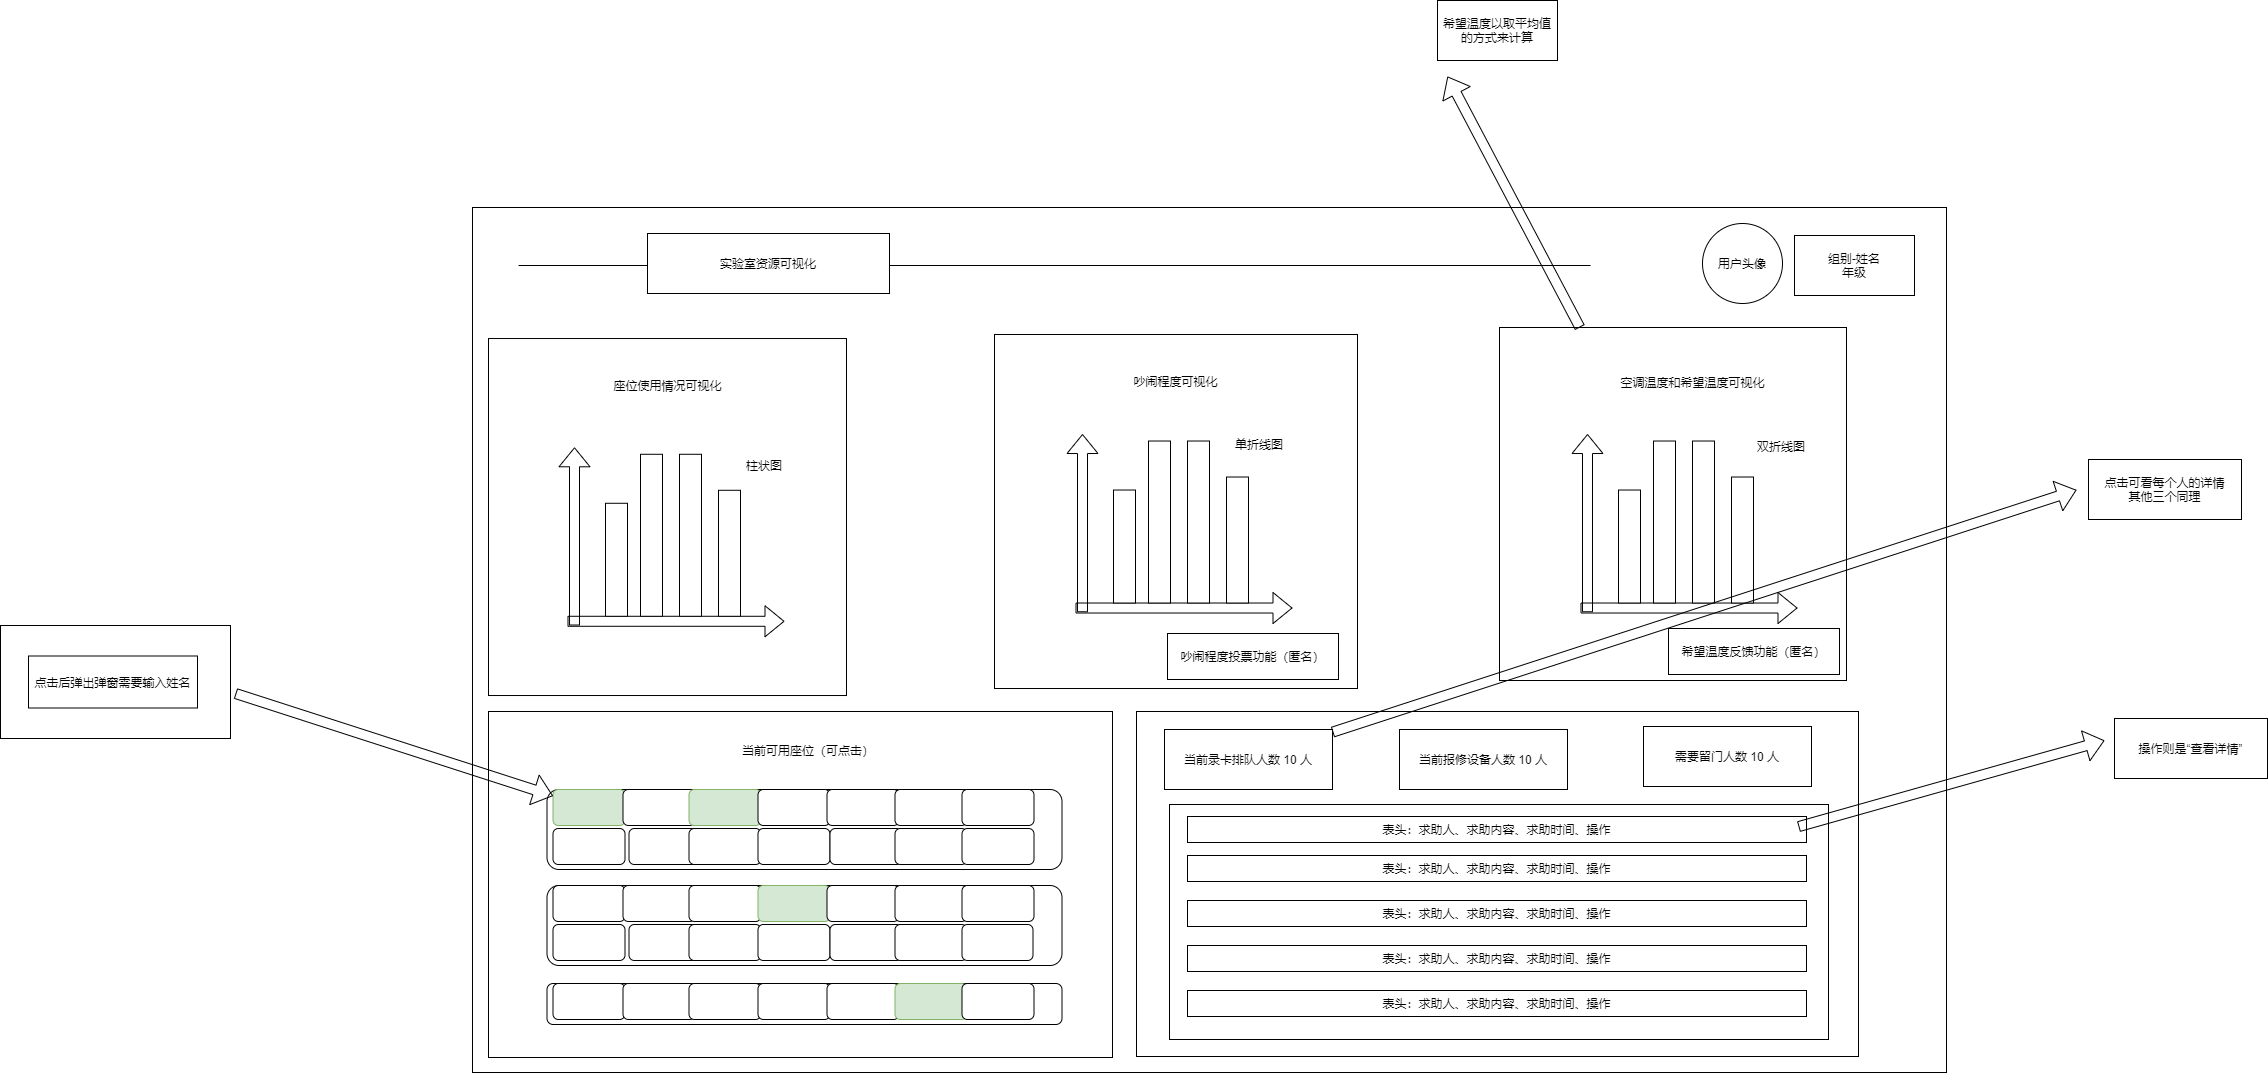 希望温度以取平均值
的方式来计算
实验室资源可视化
用户头像
组别-姓名
年级
座位使用情况可视化
柱状图
吵闹程度可视化
单折线图
吵闹程度投票功能（匿名）
空调温度和希望温度可视化
双折线图
希望温度反馈功能（匿名）
点击可看每个人的详情
其他三个同理
点击后弹出弹窗需要输入姓名
当前可用座位（可点击）
当前录卡排队人数 10 人
当前报修设备人数 10 人
需要留门人数 10 人
操作则是“查看详情”
表头：求助人、求助内容、求助时间、操作
表头：求助人、求助内容、求助时间、操作
表头：求助人、求助内容、求助时间、操作
表头：求助人、求助内容、求助时间、操作
表头：求助人、求助内容、求助时间、操作